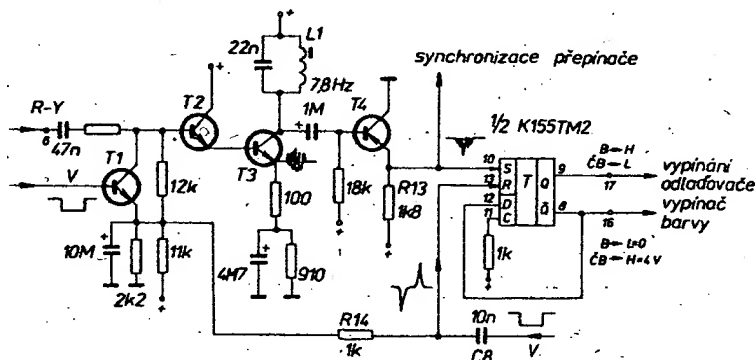 +
L1
22n
7,8Hz
synchronizace přepínače
+
T2
1M
T4
R-Y
6
47n
+
½ K155TM2
T1
T3
10
S
T
Q
9
B-H
ČB-L
17
vypínání
odlaďovače
13
R
V
12k
100
18k
R13
1k8
12
D
Q̄
8
16
vypínač
barvy
11
C
10M
11k
+
4M7
910
1k
+
B-L=0
ČB-H=4V
2k2
+
R14
1k
10n
C8
V